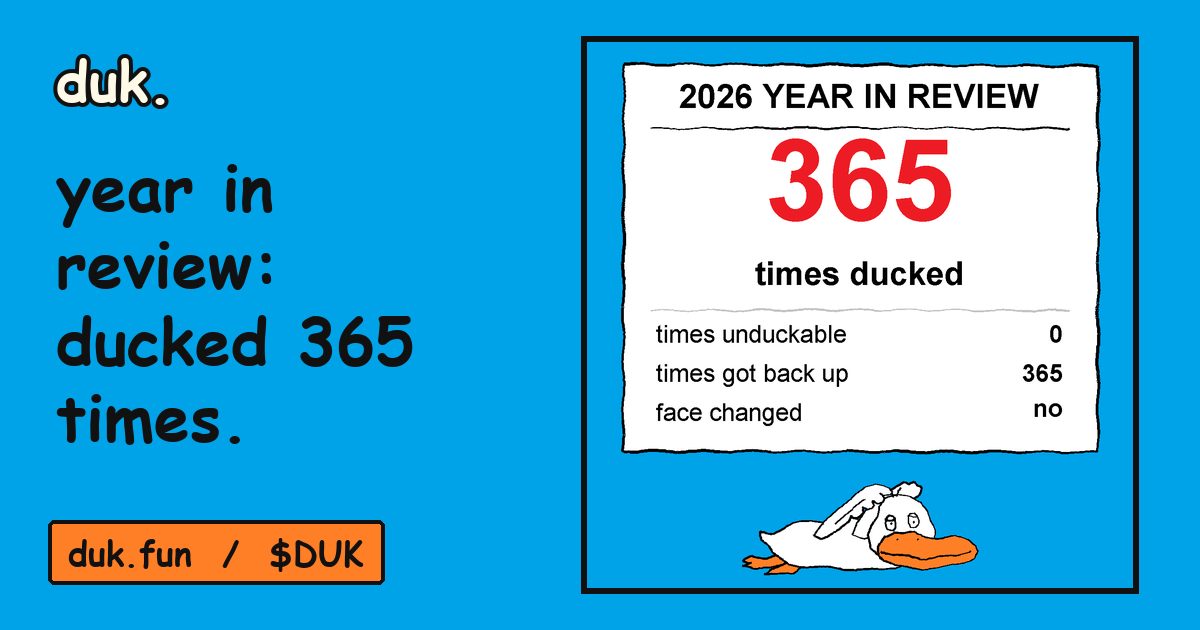 duk.
year in
review:
ducked 365
times.
duk.fun / $DUK
2026 YEAR IN REVIEW
365
times ducked
times unduckable 0
times got back up 365
face changed no